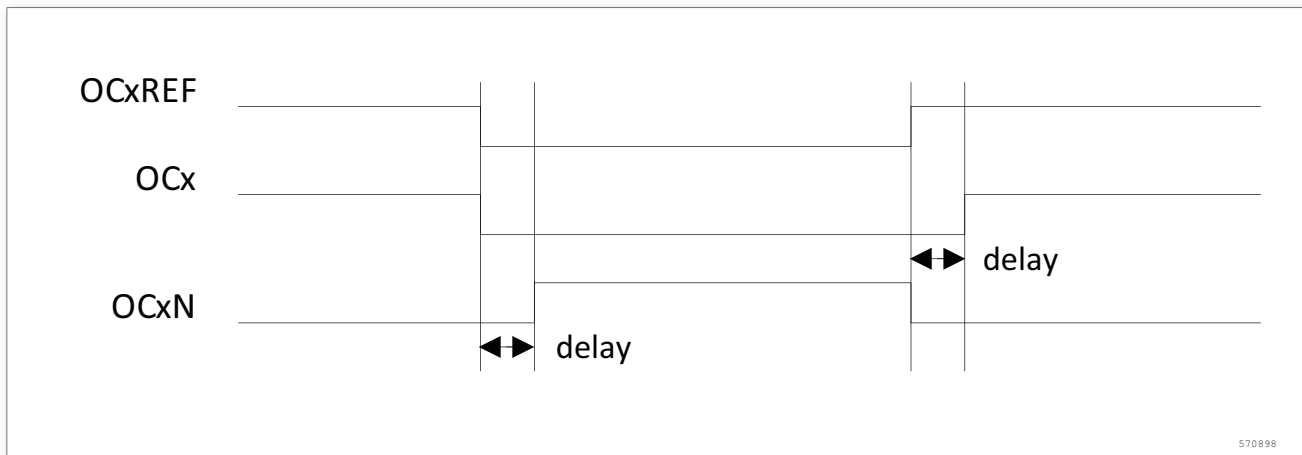 OCxREF
OCx
delay
OCxN
delay
570898